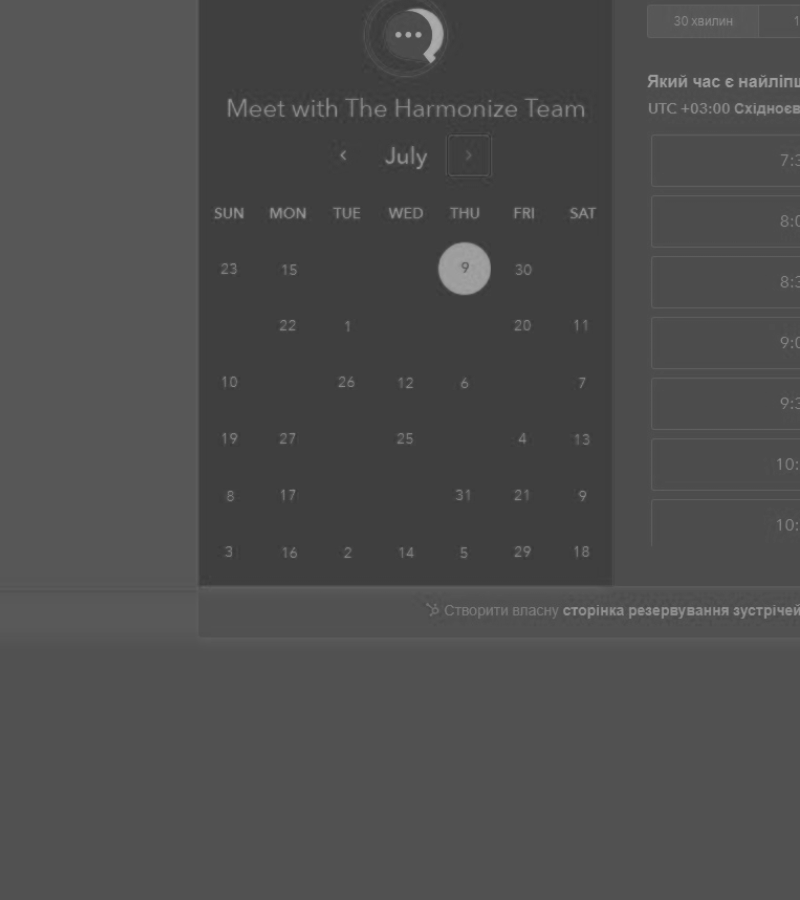 30 хвилин
Meet with The Harmonize Team
Який час є найліпш
UTC +03:00 Східноєв
July
SUN MON TUE WED THU FRI SAT
23 15 9 30
22 1 20 11
10 26 12 6 7
19 27 25 4 13
8 17 31 21 9
3 16 2 14 5 29 18
7:3
8:0
8:3
9:0
9:3
10:
10:
Створити власну сторінка резервування зустрічей